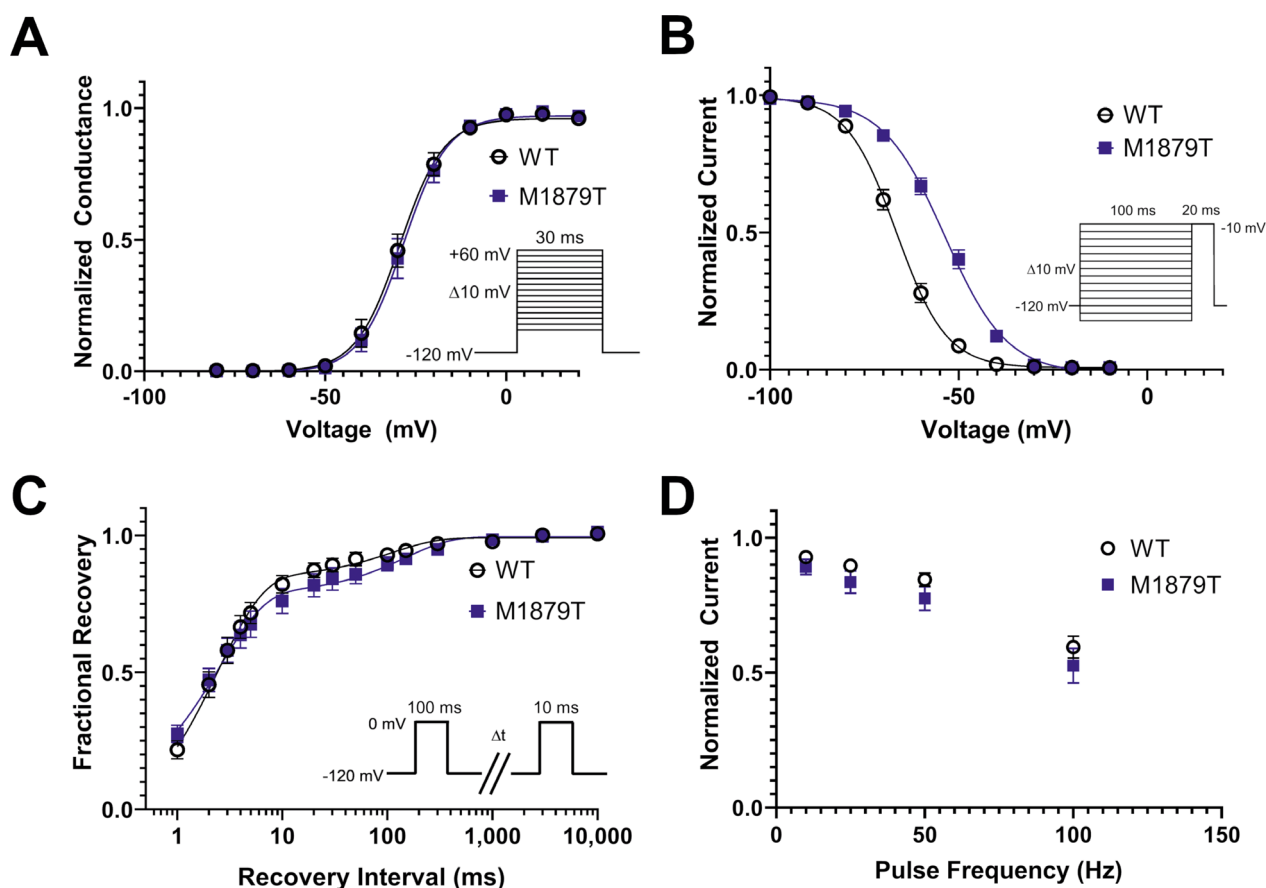 A
Normalized Conductance
1.0
0.5
0.0
-100
-50
0
Voltage (mV)
WT
M1879T
30 ms
+60 mV
Δ10 mV
-120 mV
B
Normalized Current
1.0
0.5
0.0
-100
-50
0
Voltage (mV)
WT
M1879T
100 ms
20 ms
-10 mV
Δ10 mV
-120 mV
C
Fractional Recovery
1.0
0.5
0.0
1
10
100
1,000
10,000
Recovery Interval (ms)
WT
M1879T
100 ms
10 ms
0 mV
Δt
-120 mV
D
Normalized Current
1.0
0.5
0.0
0
50
100
150
Pulse Frequency (Hz)
WT
M1879T